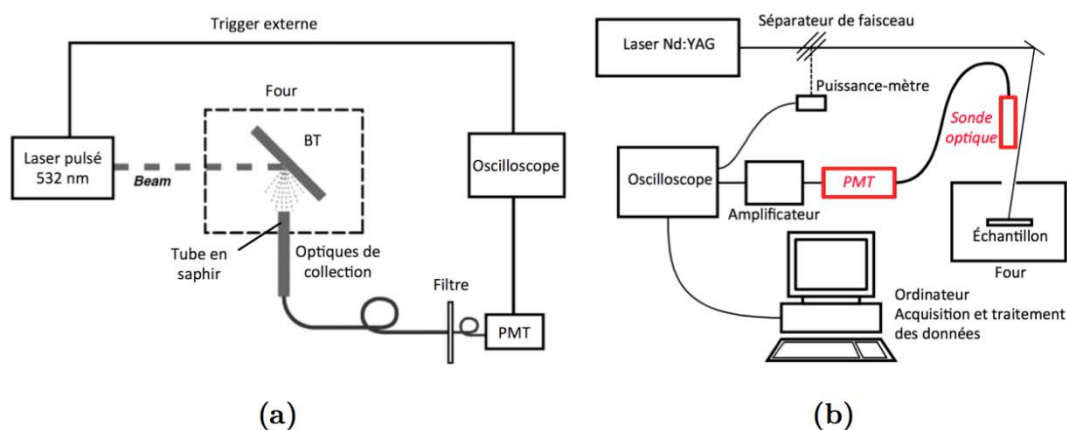 Trigger externe
Four
BT
Laser pulsé
532 nm
Beam
Oscilloscope
Tube en
saphir
Optiques de
collection
Filtre
PMT
(a)
Séparateur de faisceau
Laser Nd:YAG
Puissance-mètre
Sonde
optique
Oscilloscope
PMT
Amplificateur
Échantillon
Four
Ordinateur
Acquisition et traitement
des données
(b)